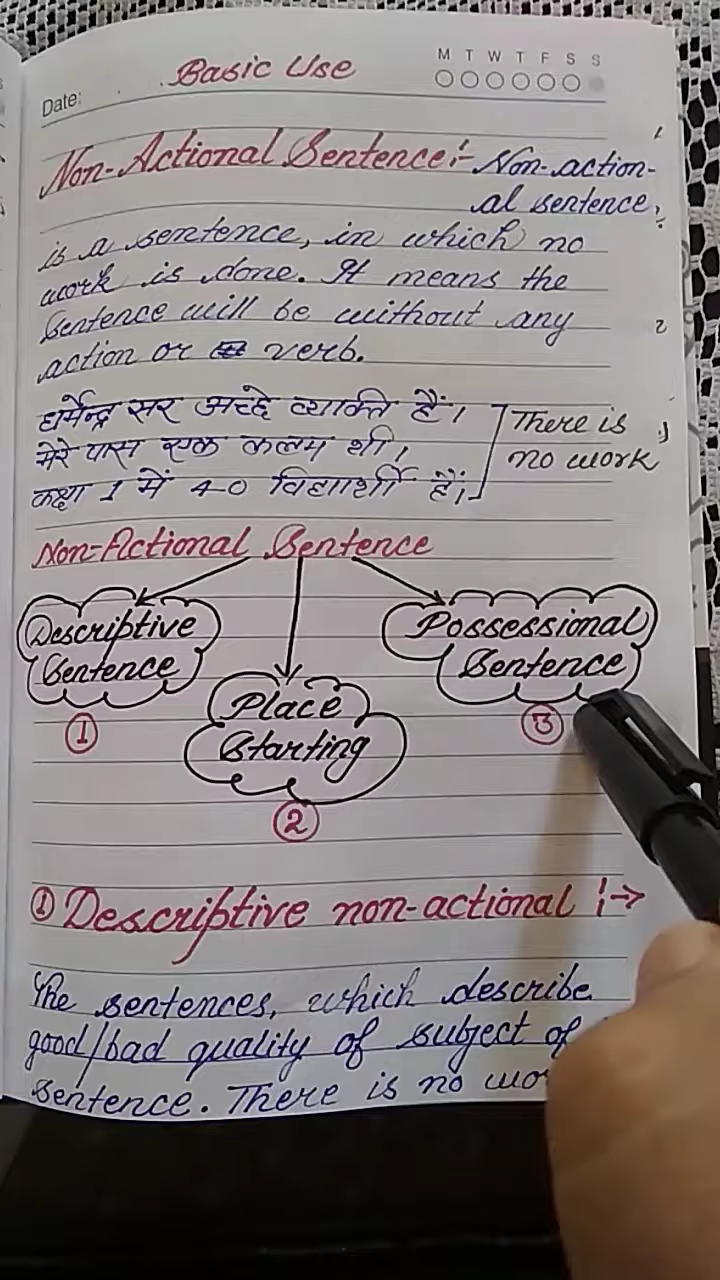 Basic Use
M T W T F S S
Date:
Non-Actional Sentence:- Non-action-
al sentence,
is a sentence, in which no
work is done. It means the
sentence will be without any
action or verb.
धर्मेन्द्र सर अच्छे व्याक्ति हैं।
मेरे पास एक कलम थी,
कक्षा 1 में 40 विद्यार्थी हैं,
There is
no work
Non-Actional Sentence
Descriptive
Sentence
①
Place
Starting
②
Possessional
Sentence
③
① Descriptive non-actional :→
The sentences, which describe
good/bad quality of subject of
sentence. There is no